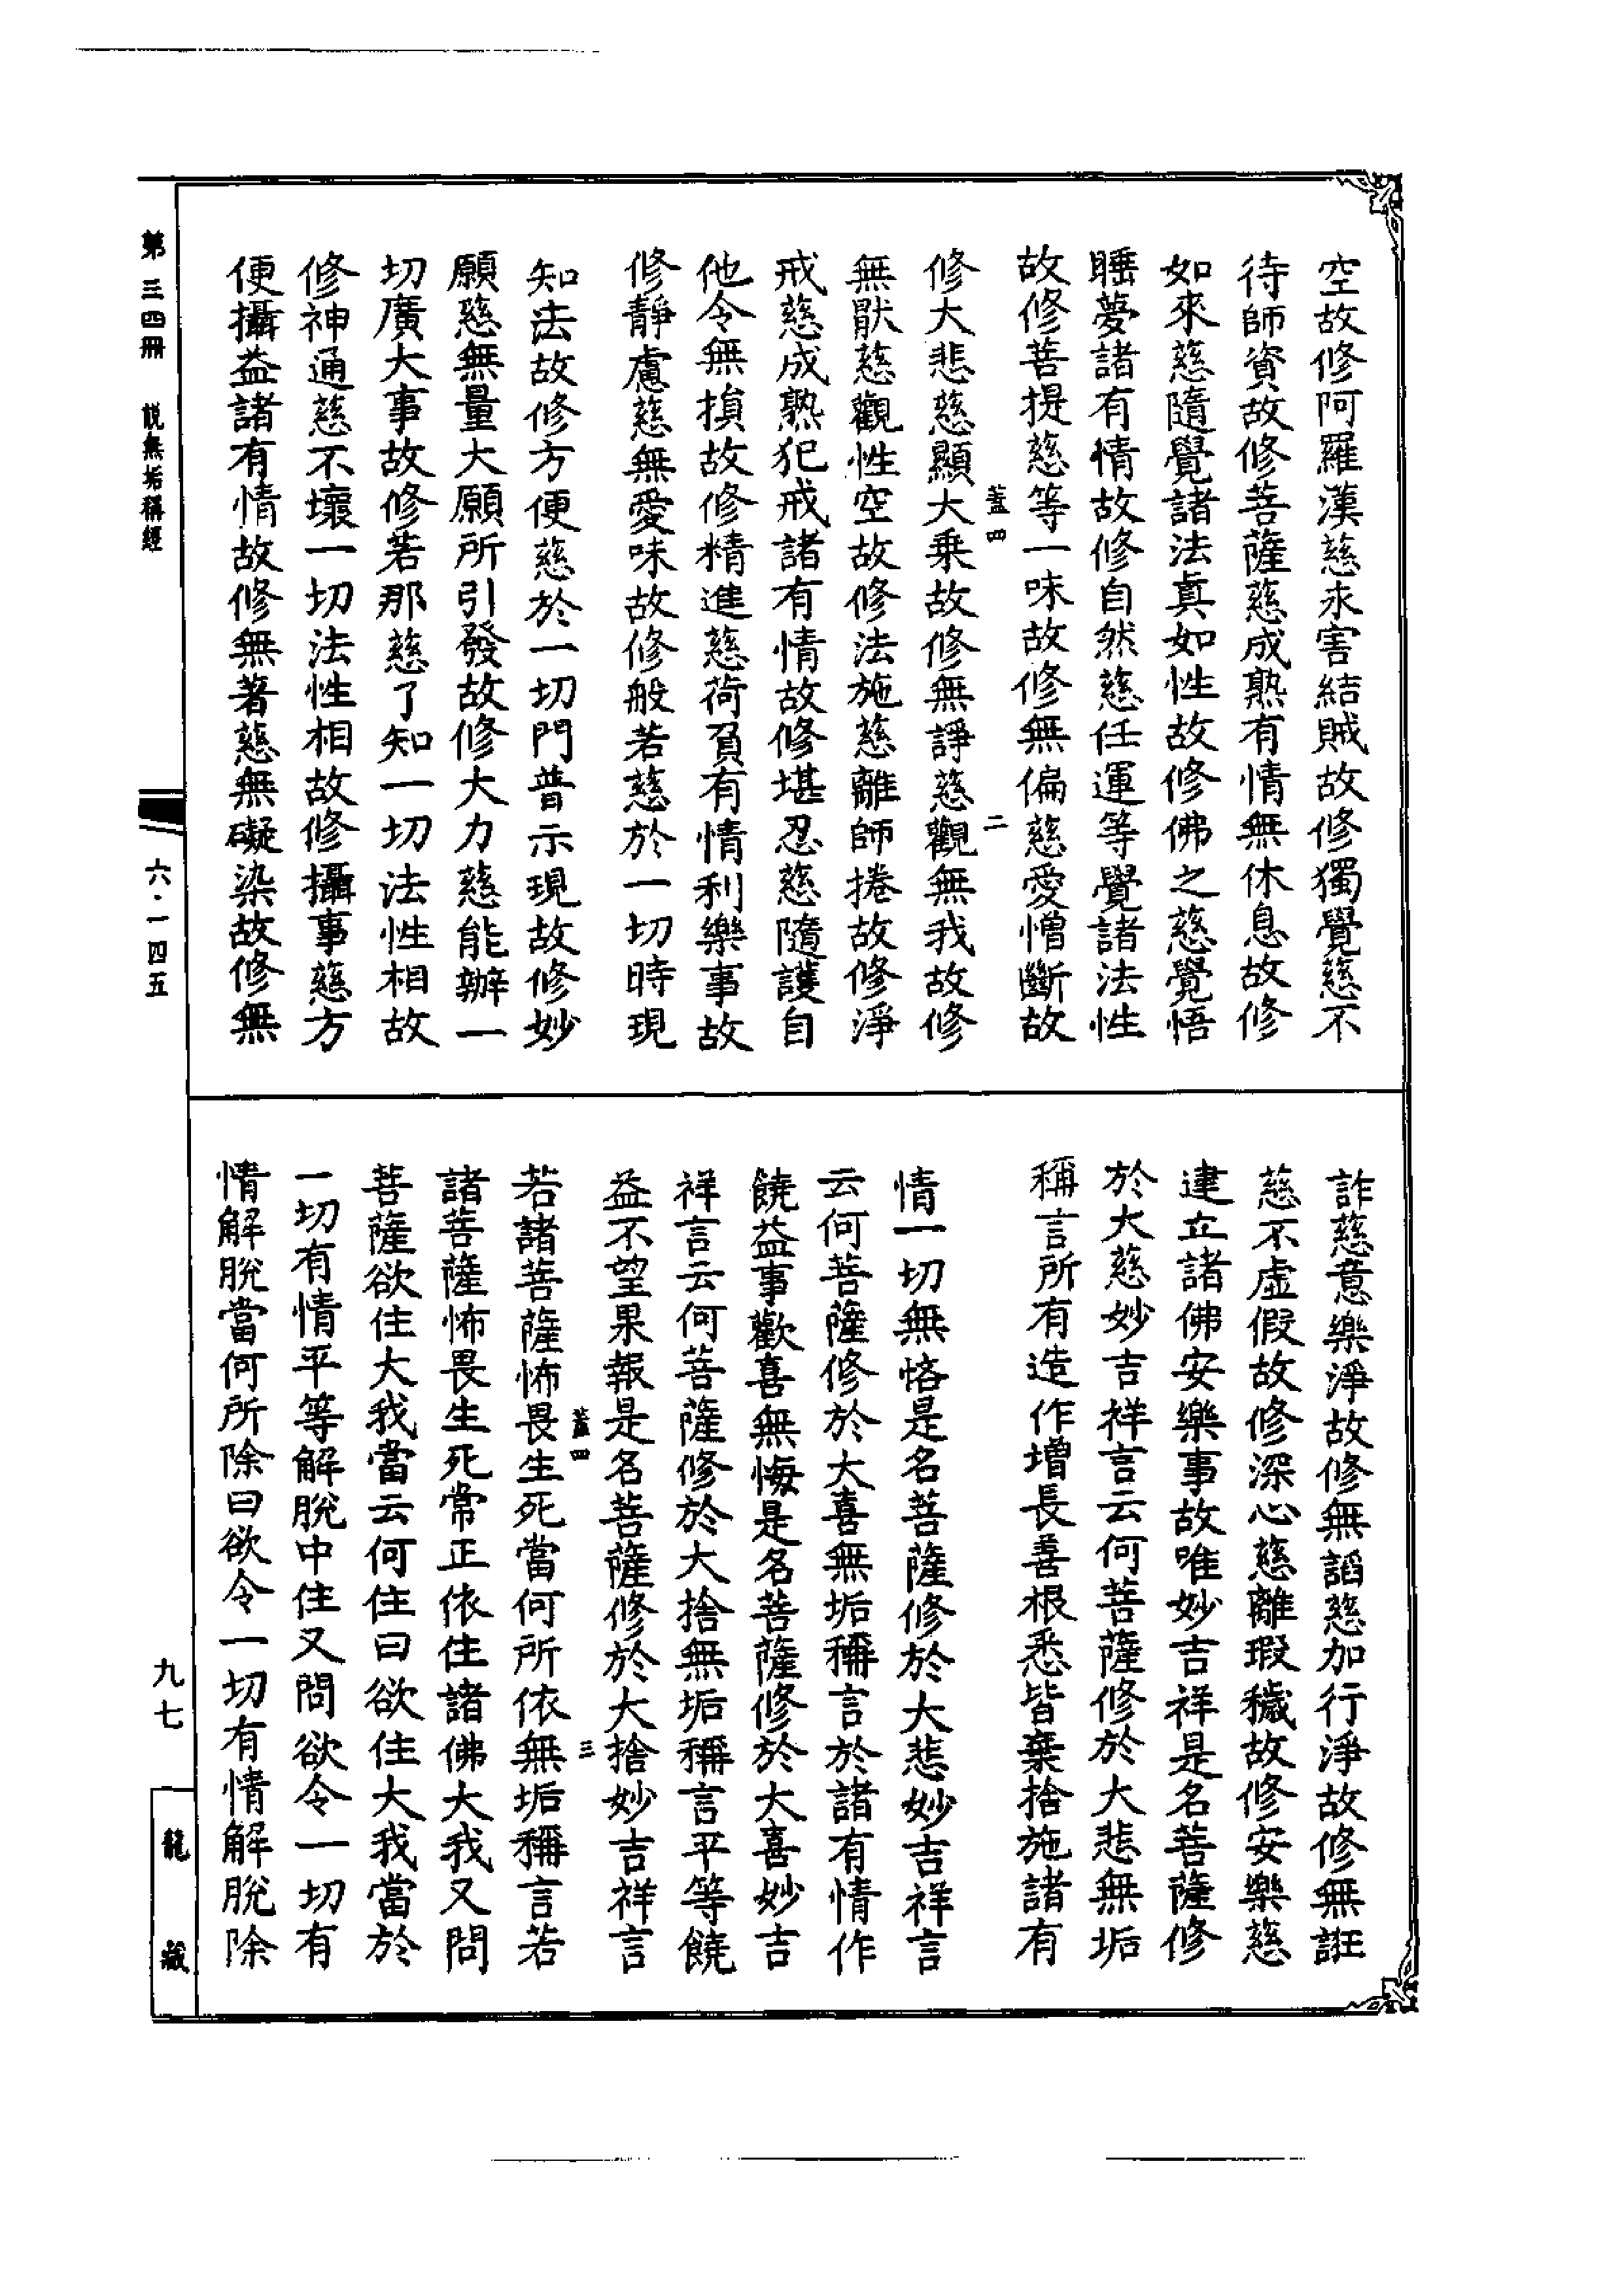 空故修阿羅漢慈永害結賊故修獨覺慈不
待師資故修菩薩慈成熟有情無休息故修
如來慈隨覺諸法眞如性故修佛之慈覺悟
睡夢諸有情故修自然慈任運等覺諸法性
故修菩提慈等一味故修無偏慈愛憎斷故
蓋四 二
修大悲慈顯大乗故修無諍慈觀無我故修
無猒慈觀性空故修法施慈離師捲故修淨
戒慈成熟犯戒諸有情故修堪忍慈隨護自
他令無損故修精進慈荷負有情利樂事故
修靜慮慈無愛味故修般若慈於一切時現
知法故修方便慈於一切門普示現故修妙
願慈無量大願所引發故修大力慈能辦一
切廣大事故修若那慈了知一切法性相故
修神通慈不壞一切法性相故修攝事慈方
便攝益諸有情故修無著慈無礙染故修無
詐慈意樂淨故修無諂慈加行淨故修無誑
慈不虛假故修深心慈離瑕穢故修安樂慈
建立諸佛安樂事故唯妙吉祥是名菩薩修
於大慈妙吉祥言云何菩薩修於大悲無垢
稱言所有造作增長善根悉皆棄捨施諸有
情一切無悋是名菩薩修於大悲妙吉祥言
云何菩薩修於大喜無垢稱言於諸有情作
饒益事歡喜無悔是名菩薩修於大喜妙吉
祥言云何菩薩修於大捨無垢稱言平等饒
益不望果報是名菩薩修於大捨妙吉祥言
蓋四 三
若諸菩薩怖畏生死當何所依無垢稱言若
諸菩薩怖畏生死常正依住諸佛大我又問
菩薩欲住大我當云何住曰欲住大我當於
一切有情平等解脫中住又問欲令一切有
情解脫當何所除曰欲令一切有情解脫除
第三四冊 說無垢稱經
六·一四五
九七
龍藏